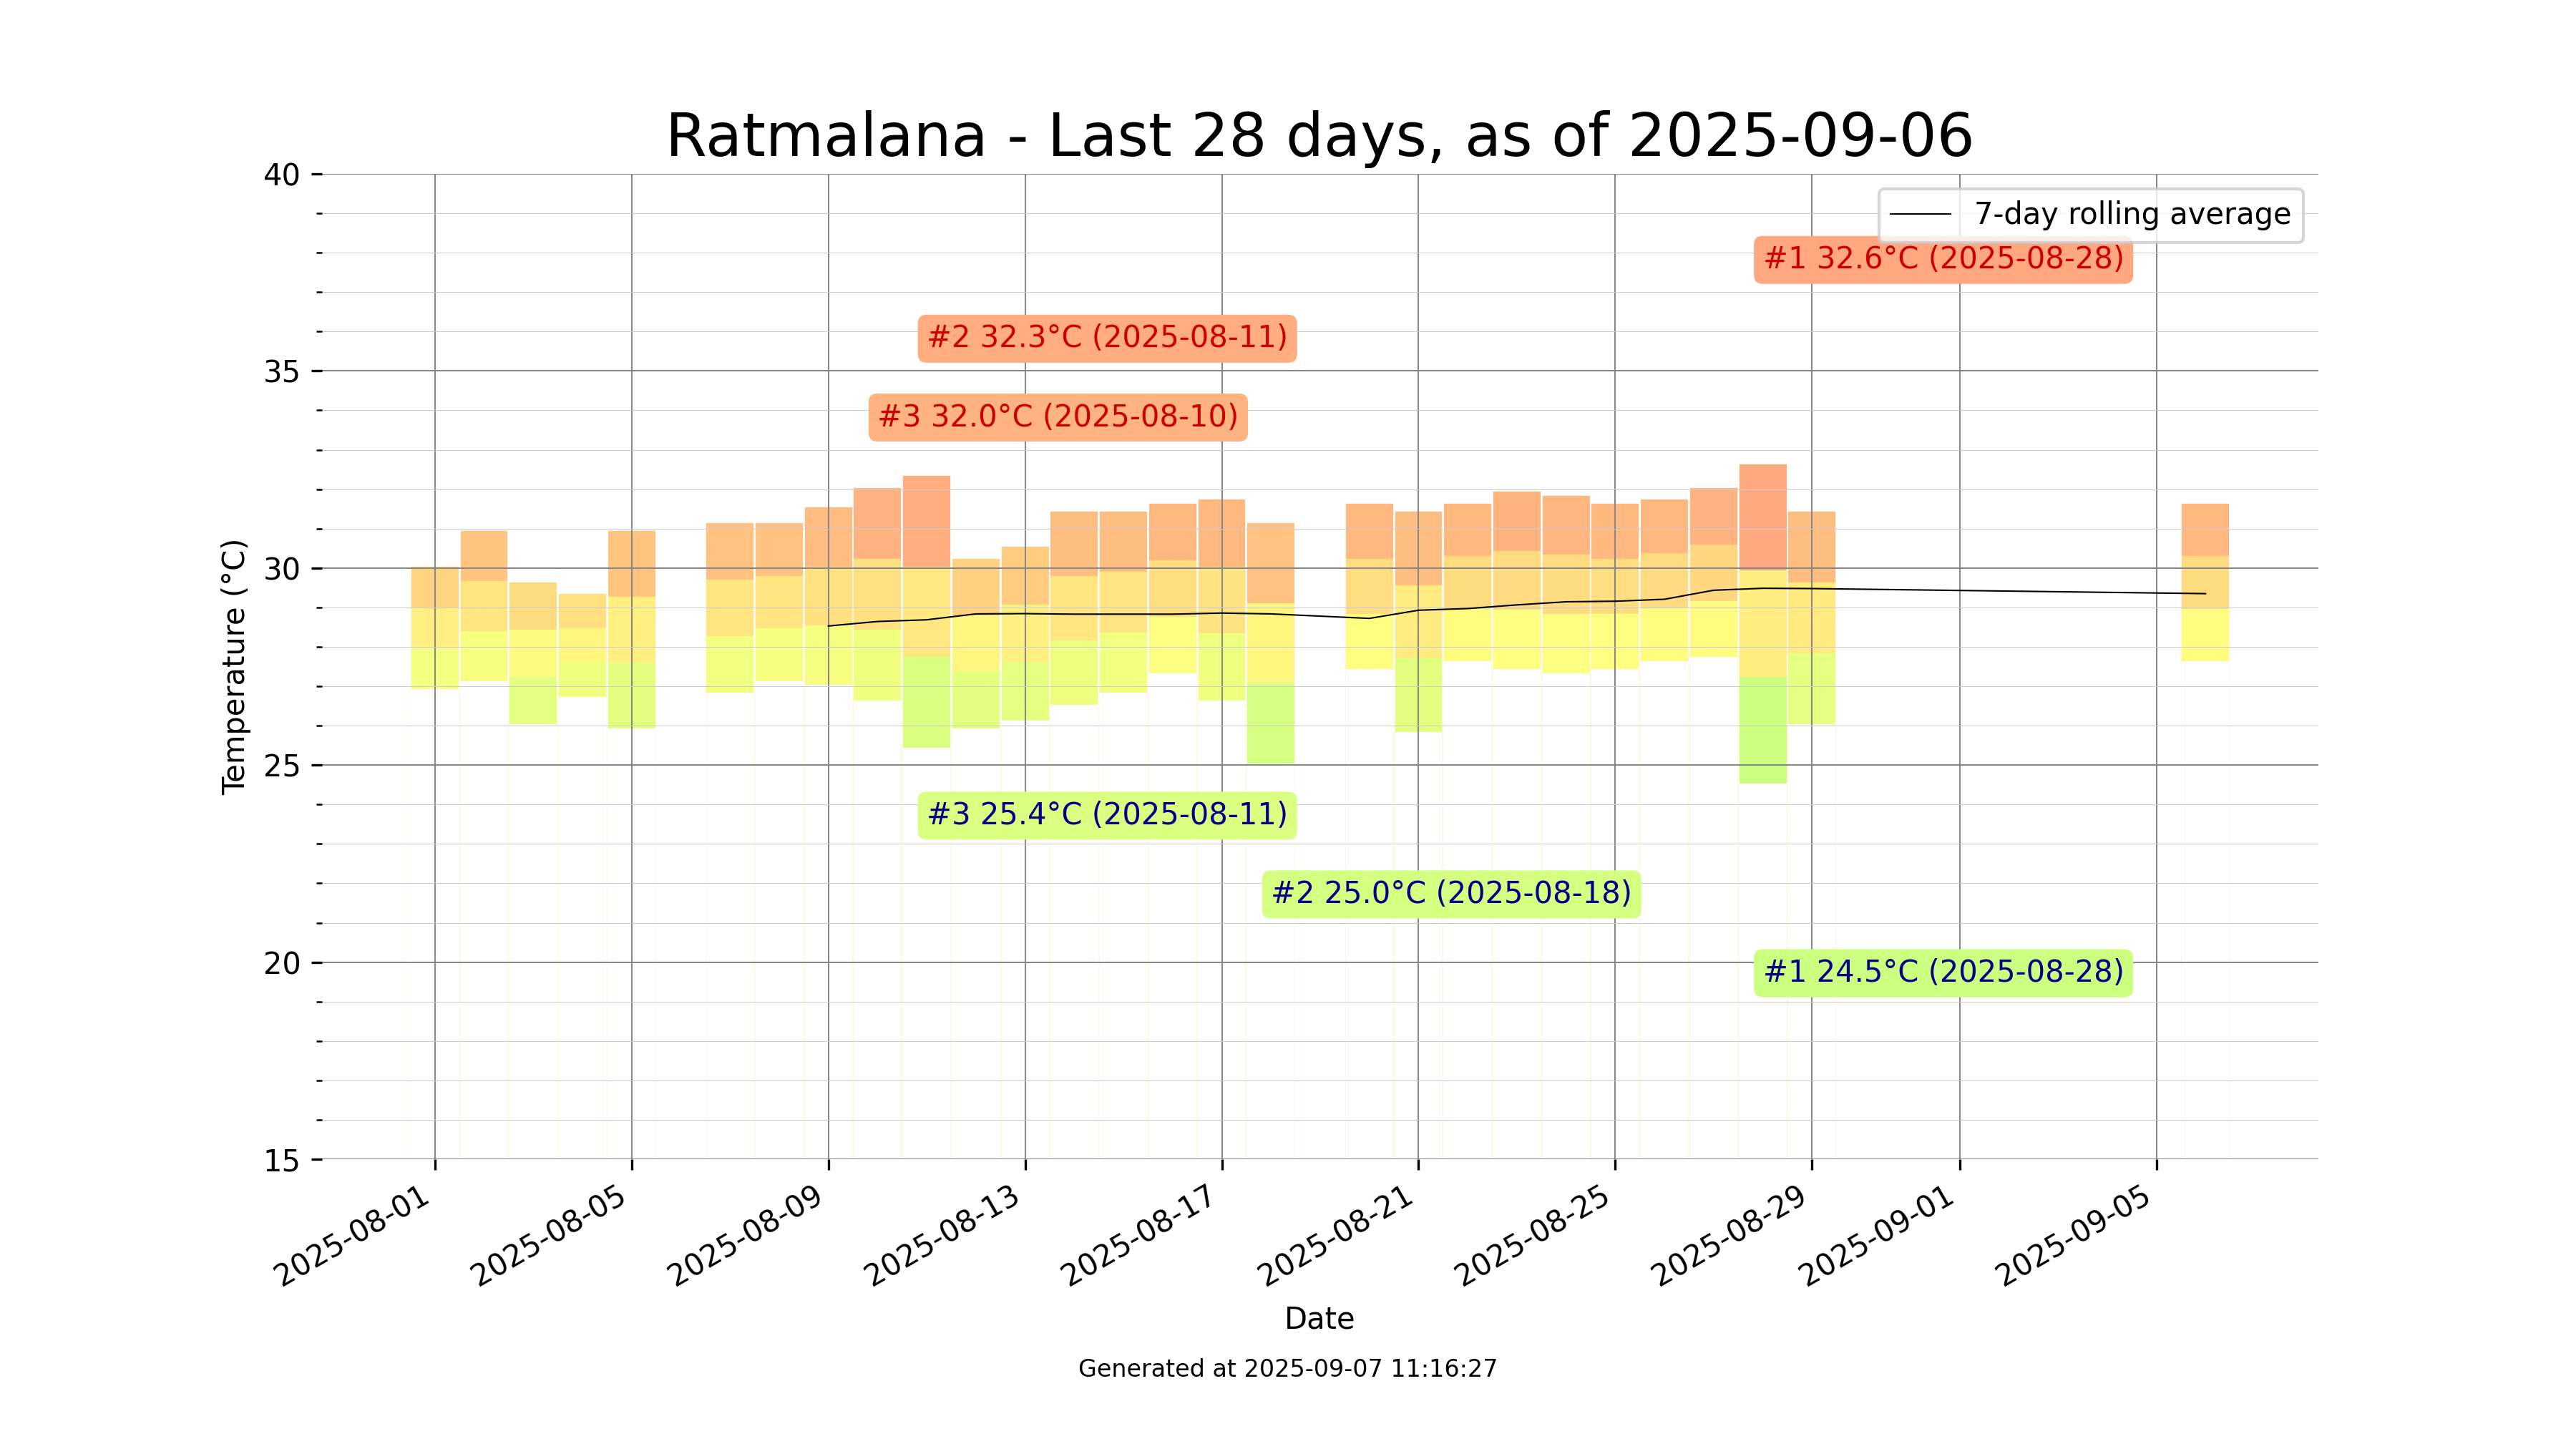 Ratmalana - Last 28 days, as of 2025-09-06
40
7-day rolling average
#1 32.6°C (2025-08-28)
#2 32.3°C (2025-08-11)
35
#3 32.0°C (2025-08-10)
30
Temperature (°C)
25
#3 25.4°C (2025-08-11)
#2 25.0°C (2025-08-18)
20
#1 24.5°C (2025-08-28)
15
2025-08-01
2025-08-05
2025-08-09
2025-08-13
2025-08-17
2025-08-21
2025-08-25
2025-08-29
2025-09-01
2025-09-05
Date
Generated at 2025-09-07 11:16:27